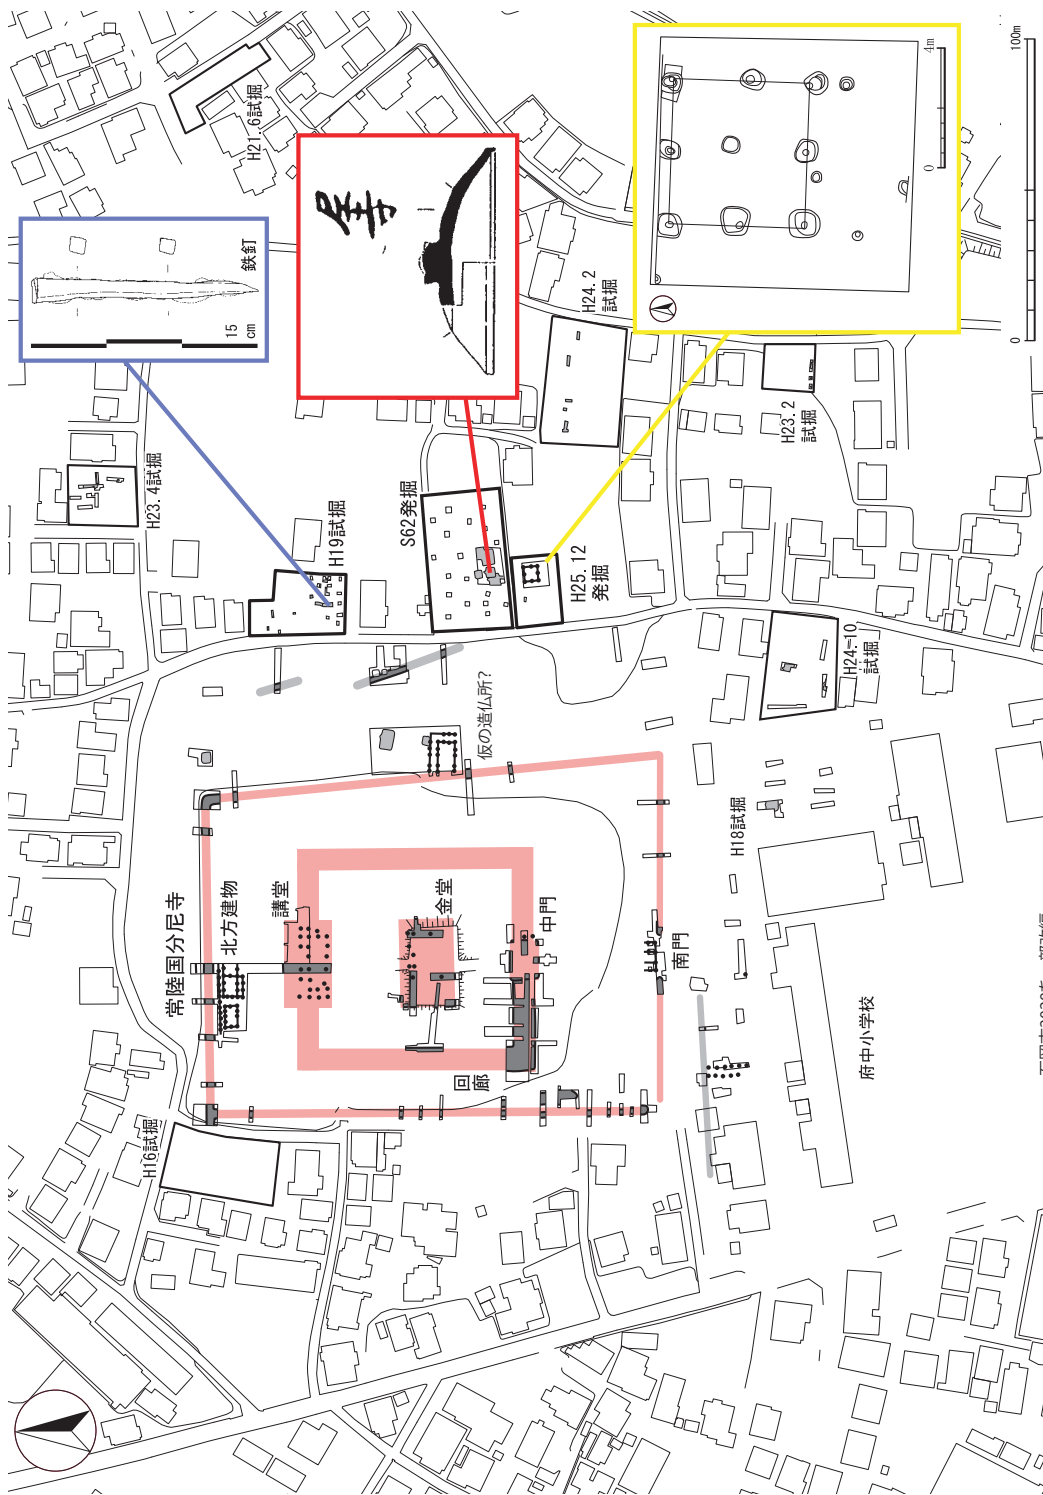 H21.6試掘
鉄釘
15
cm
尼寺
4m
0
100m
0
H24.2
試掘
H23.2
試掘
H23.4試掘
H19試掘
S62発掘
H25.12
発掘
H24.10
試掘
仮の造仏所?
H18試掘
常陸国分尼寺
北方建物
講堂
金堂
中門
南門
回廊
H16試掘
府中小学校